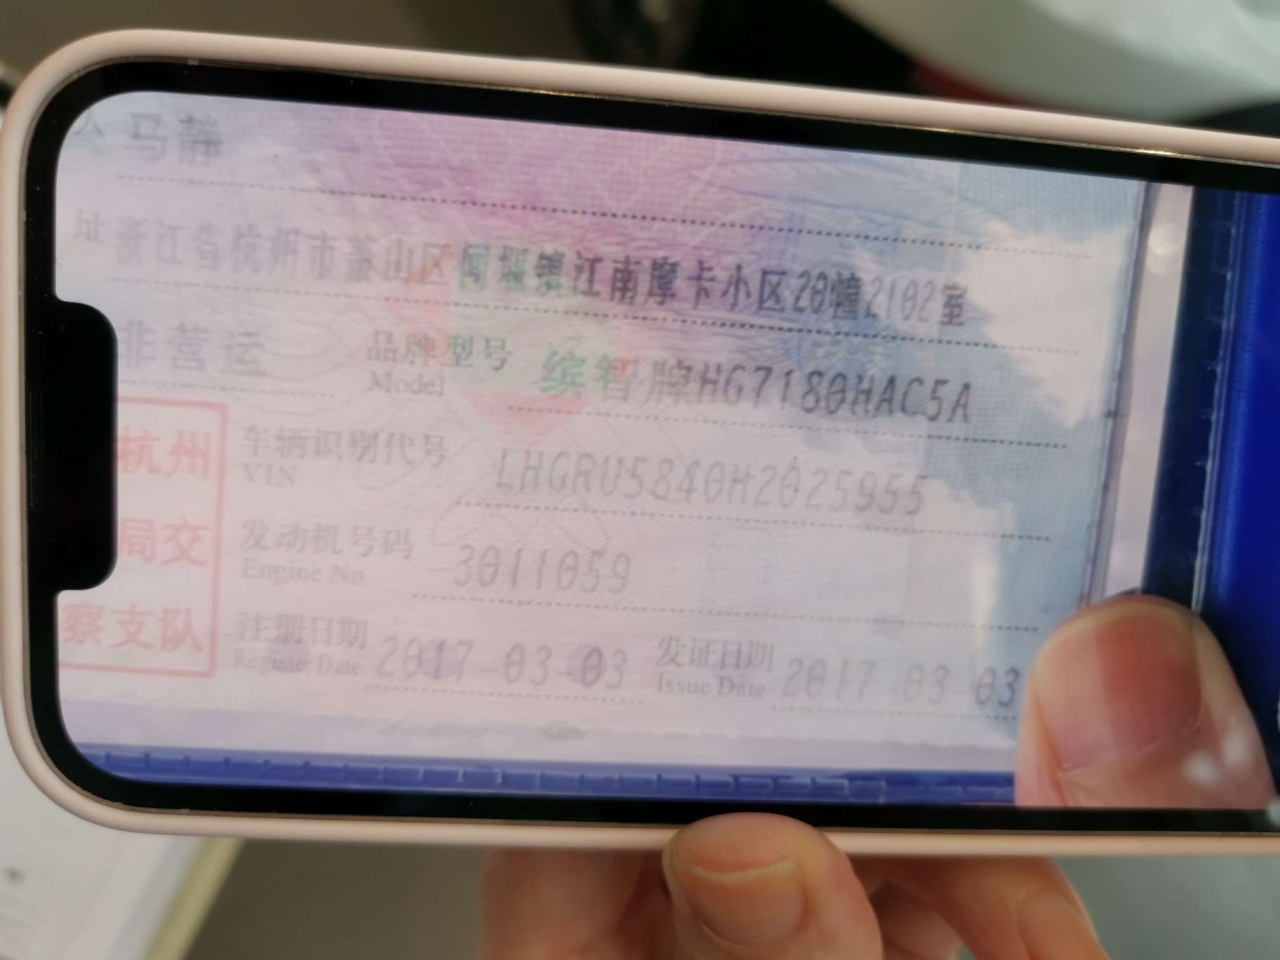 人 马静
址 浙江省杭州市萧山区闻堰镇江南摩卡小区20幢2102室
非营运 品牌型号 缤智牌HG7180HAC5A
Model
杭州 车辆识别代号 LHGRU5840H2025955
VIN
局交 发动机号码 3011059
Engine No.
察支队 注册日期 2017-03-03 发证日期 2017-03-03
Register Date Issue Date